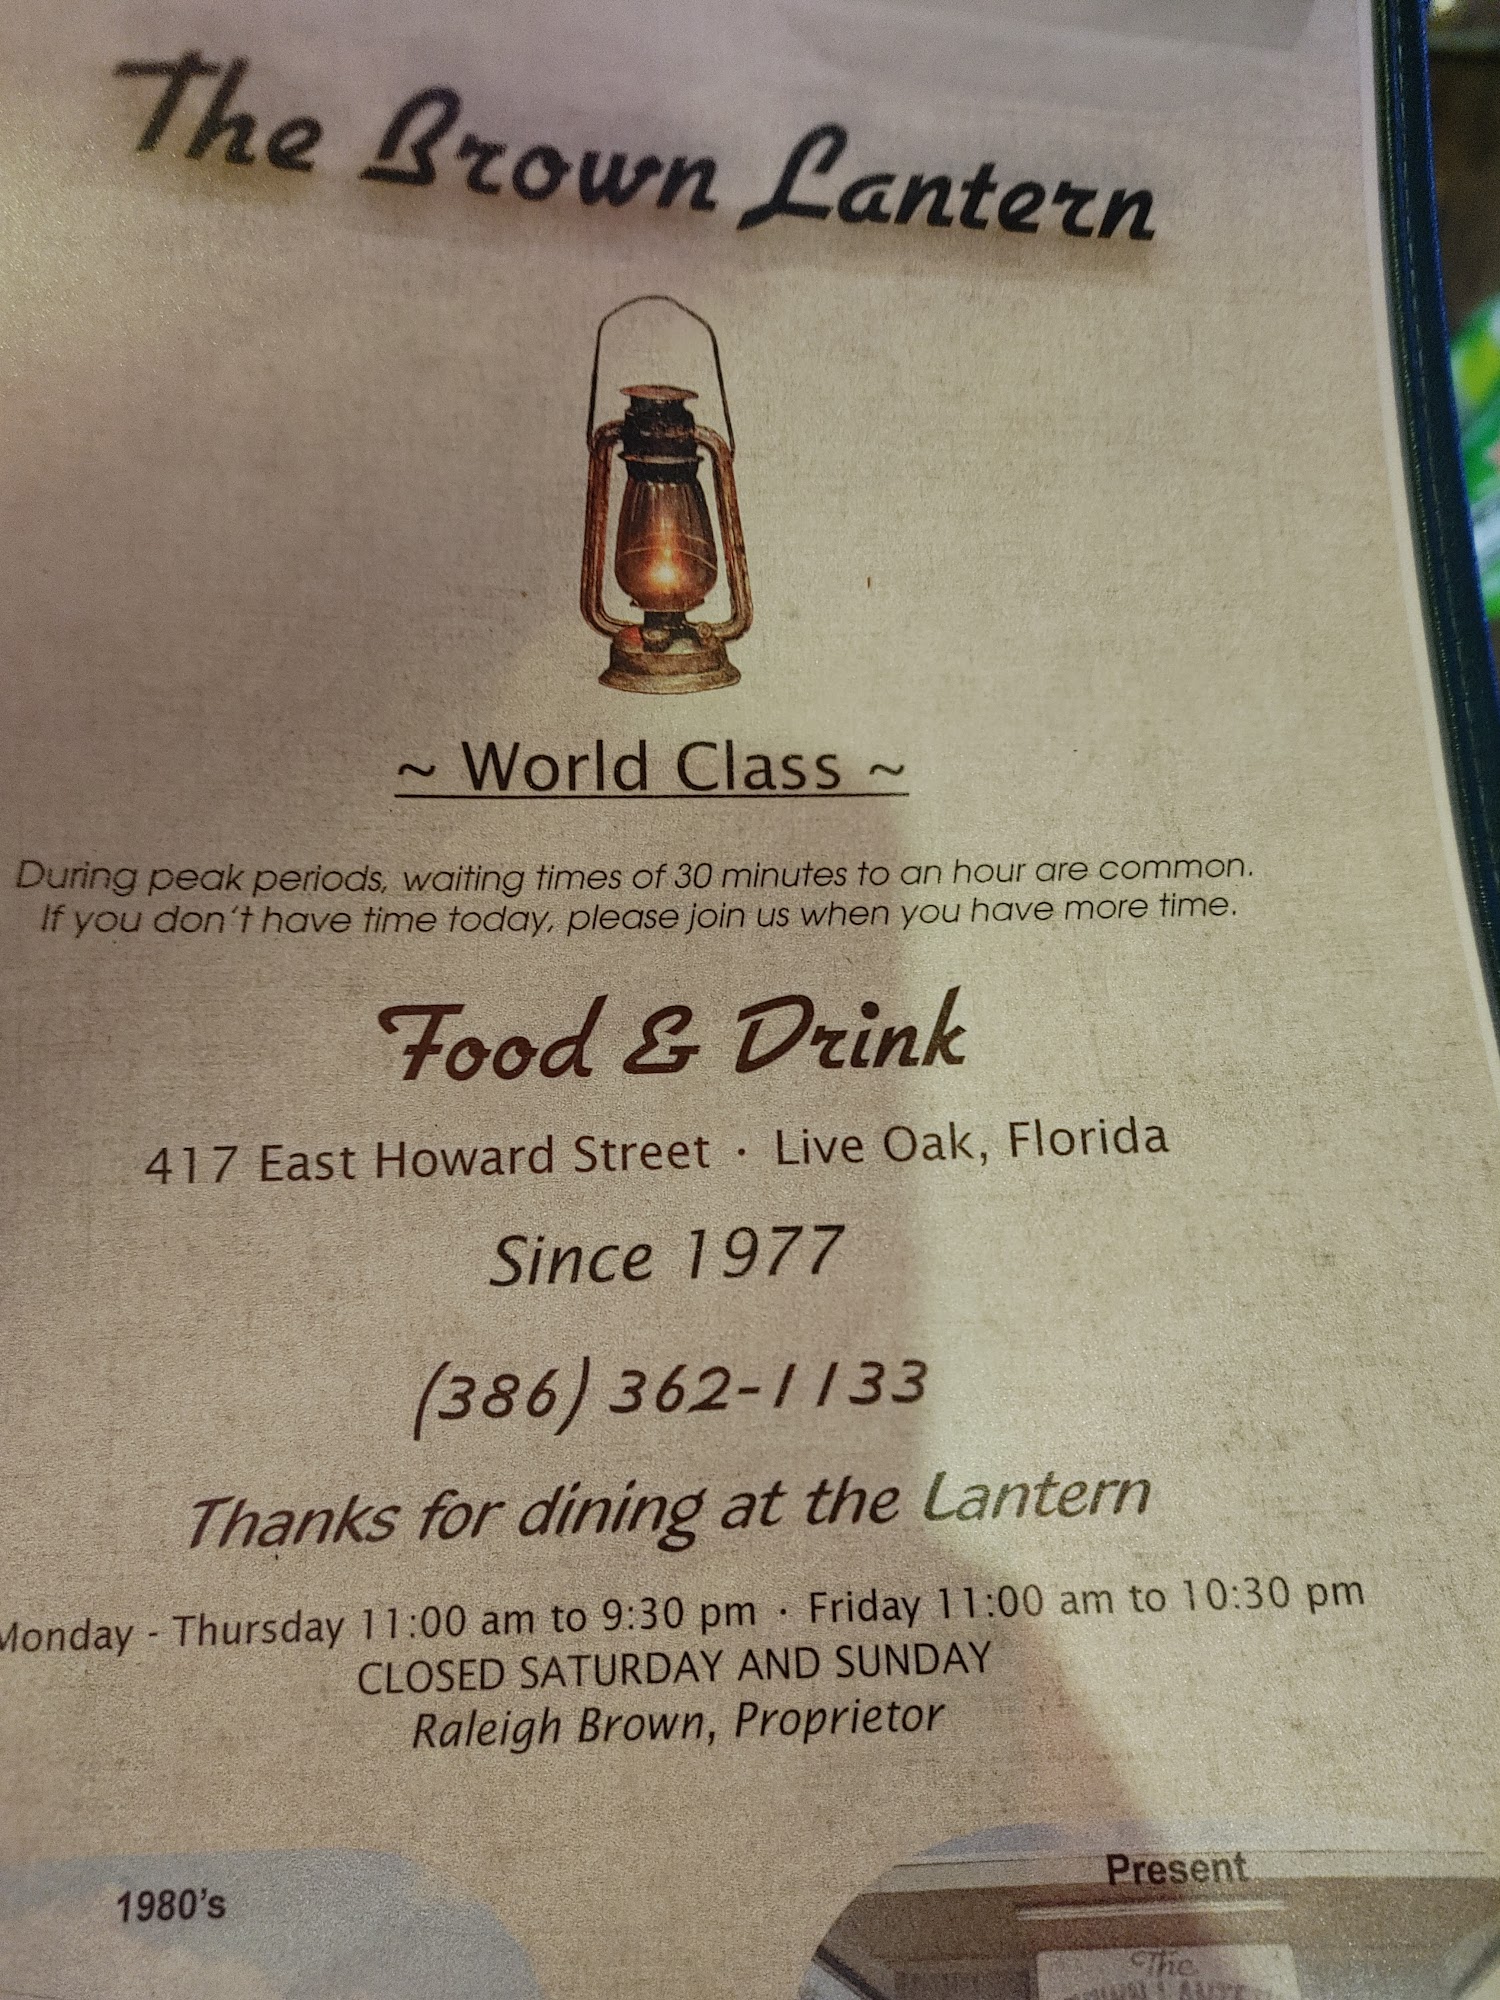 The Brown Lantern
~ World Class ~
During peak periods, waiting times of 30 minutes to an hour are common.
If you don't have time today, please join us when you have more time.
Food & Drink
417 East Howard Street · Live Oak, Florida
Since 1977
(386) 362-1133
Thanks for dining at the Lantern
Monday - Thursday 11:00 am to 9:30 pm · Friday 11:00 am to 10:30 pm
CLOSED SATURDAY AND SUNDAY
Raleigh Brown, Proprietor
1980's
Present
The